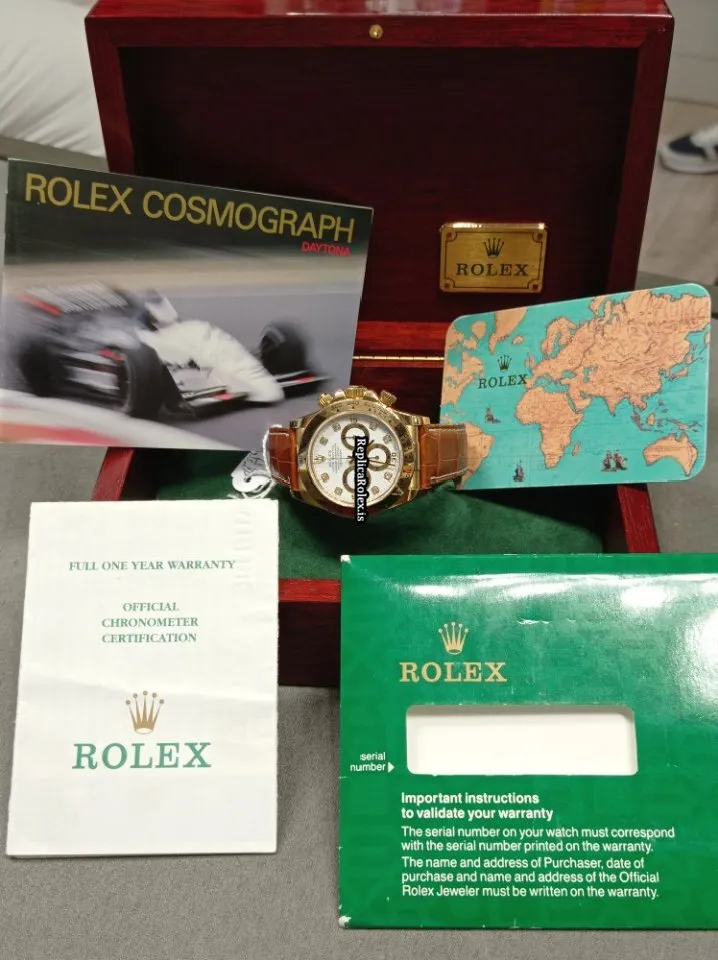 ROLEX COSMOGRAPH
DAYTONA
ROLEX
ROLEX
ReplicaRolex.is
FULL ONE YEAR WARRANTY
OFFICIAL
CHRONOMETER
CERTIFICATION
ROLEX
ROLEX
serial
number
Important instructions
to validate your warranty
The serial number on your watch must correspond
with the serial number printed on the warranty.
The name and address of Purchaser, date of
purchase and name and address of the Official
Rolex Jeweler must be written on the warranty.